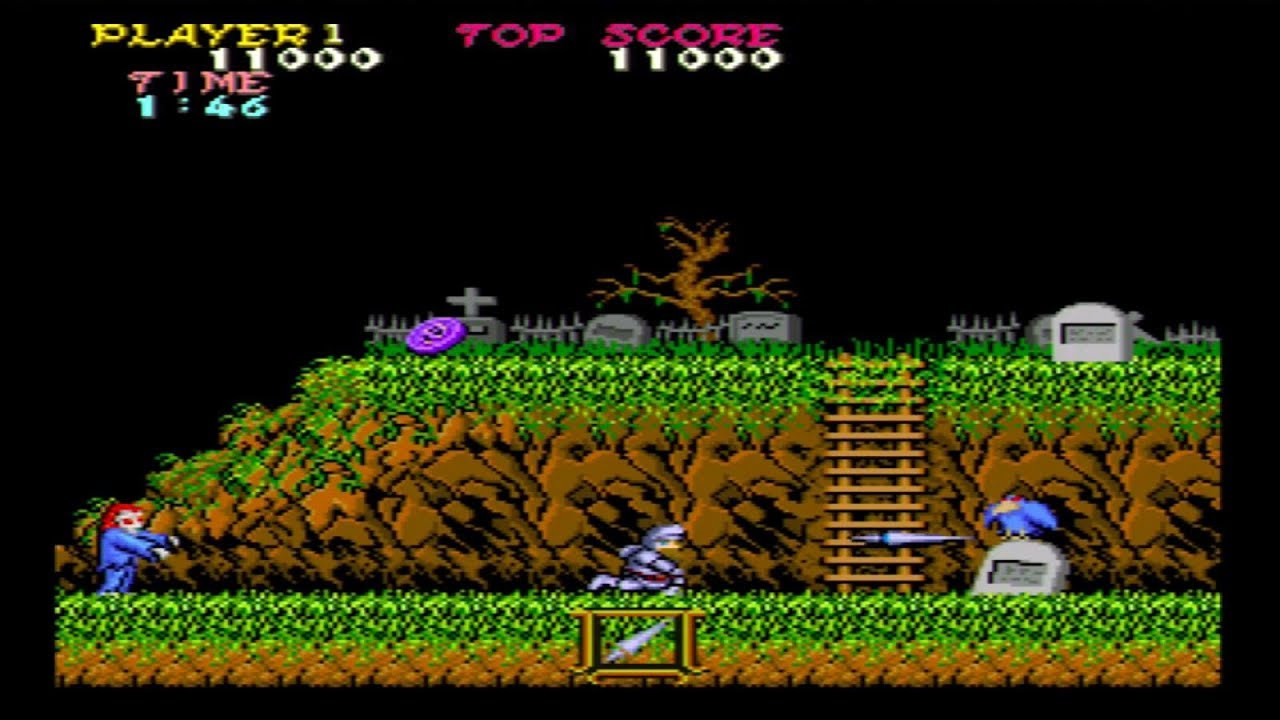 PLAYER 1
TOP SCORE
11000
11000
TIME
1:46